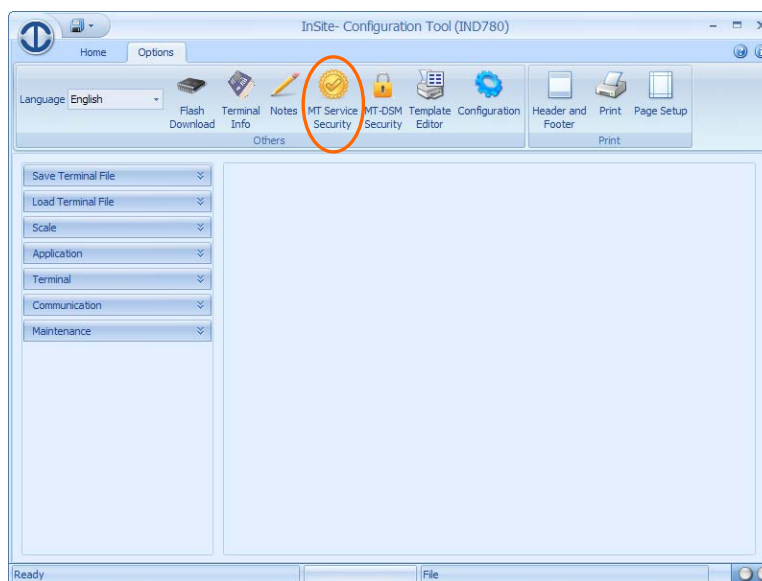 InSite- Configuration Tool (IND780)
Home Options
Language English
Flash Download
Terminal Info
Notes
MT Service Security
MT-DSM Security
Template Editor
Configuration
Header and Footer
Print
Page Setup
Others
Print
Save Terminal File
Load Terminal File
Scale
Application
Terminal
Communication
Maintenance
Ready
File